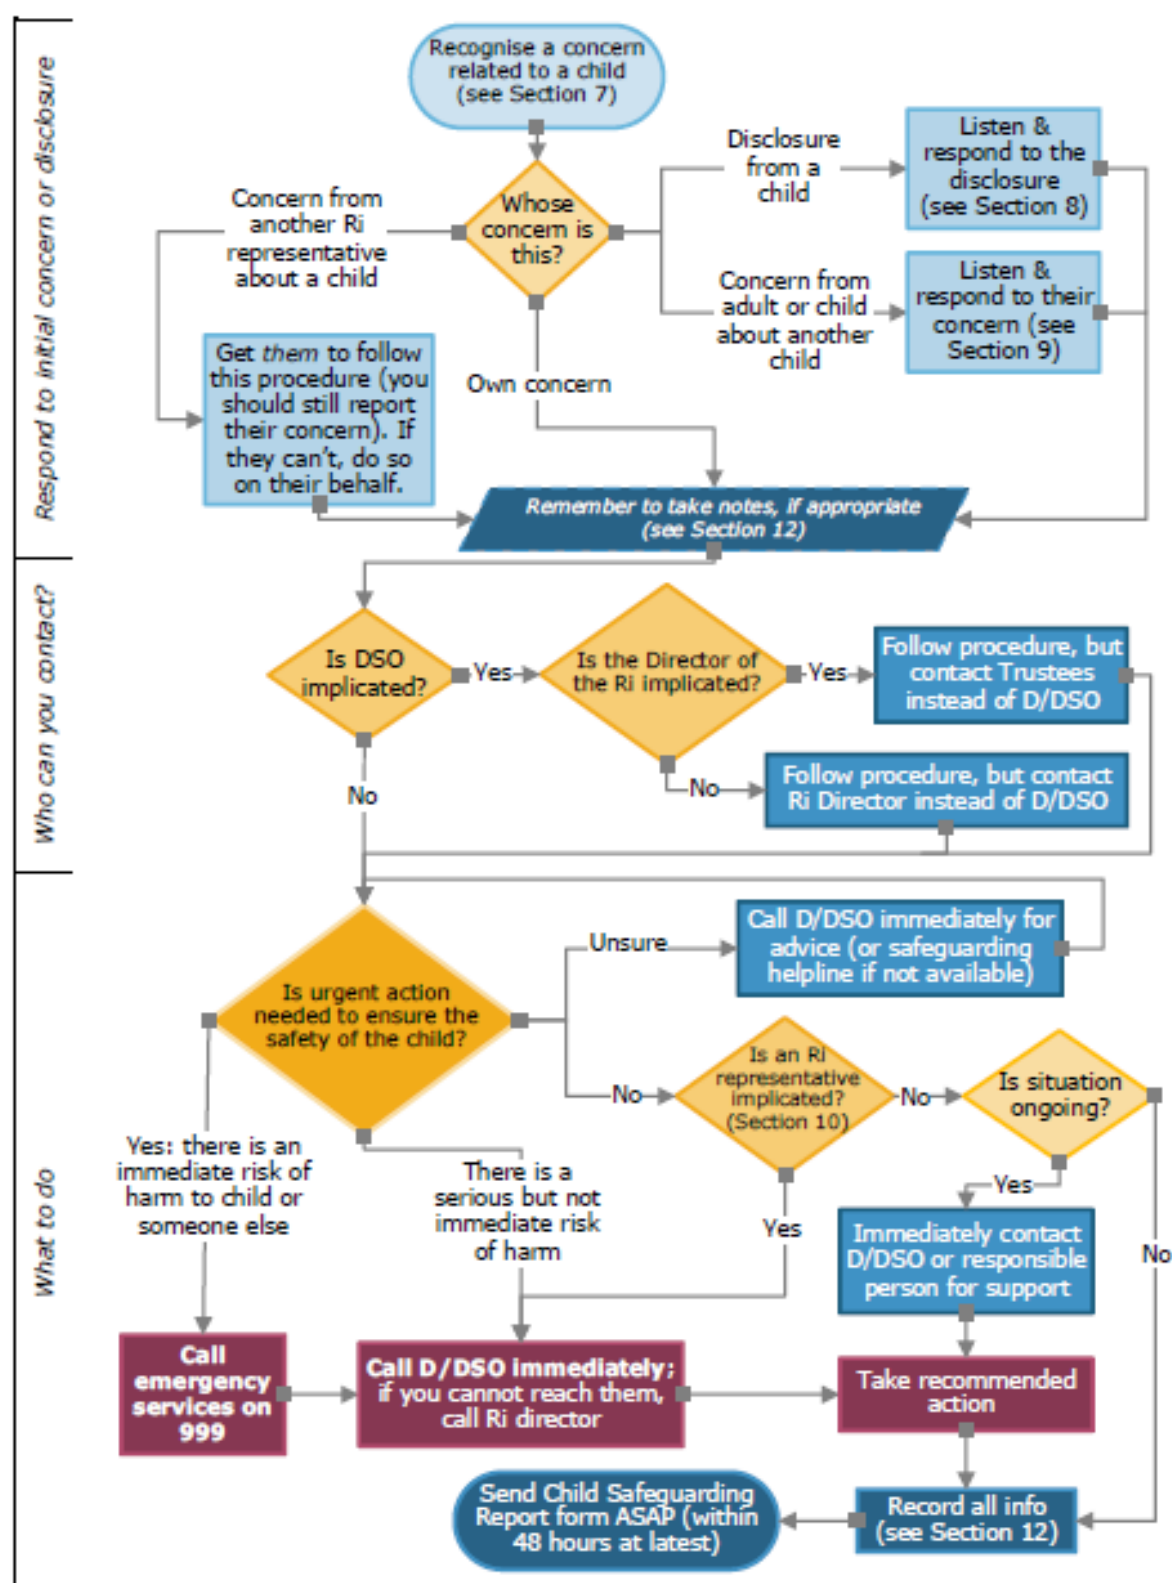 Respond to initial concern or disclosure
Recognise a concern
related to a child
(see Section 7)
Whose
concern is
this?
Disclosure
from a
child
Listen &
respond to the
disclosure
(see Section 8)
Concern from
another Ri
representative
about a child
Concern from
adult or child
about another
child
Listen &
respond to their
concern (see
Section 9)
Get them to follow
this procedure (you
should still report
their concern). If
they can't, do so
on their behalf.
Own concern
Remember to take notes, if appropriate
(see Section 12)
Who can you contact?
Is DSO
implicated?
Yes
Is the Director of
the Ri implicated?
Yes
Follow procedure, but
contact Trustees
instead of D/DSO
No
No
Follow procedure, but contact
Ri Director instead of D/DSO
What to do
Is urgent action
needed to ensure the
safety of the child?
Unsure
Call D/DSO immediately for
advice (or safeguarding
helpline if not available)
No
Is an Ri
representative
implicated?
(Section 10)
No
Is situation
ongoing?
Yes: there is an
immediate risk of
harm to child or
someone else
There is a
serious but not
immediate risk
of harm
Yes
Yes
Immediately contact
D/DSO or responsible
person for support
No
Call
emergency
services on
999
Call D/DSO immediately;
if you cannot reach them,
call Ri director
Take recommended
action
Send Child Safeguarding
Report form ASAP (within
48 hours at latest)
Record all info
(see Section 12)